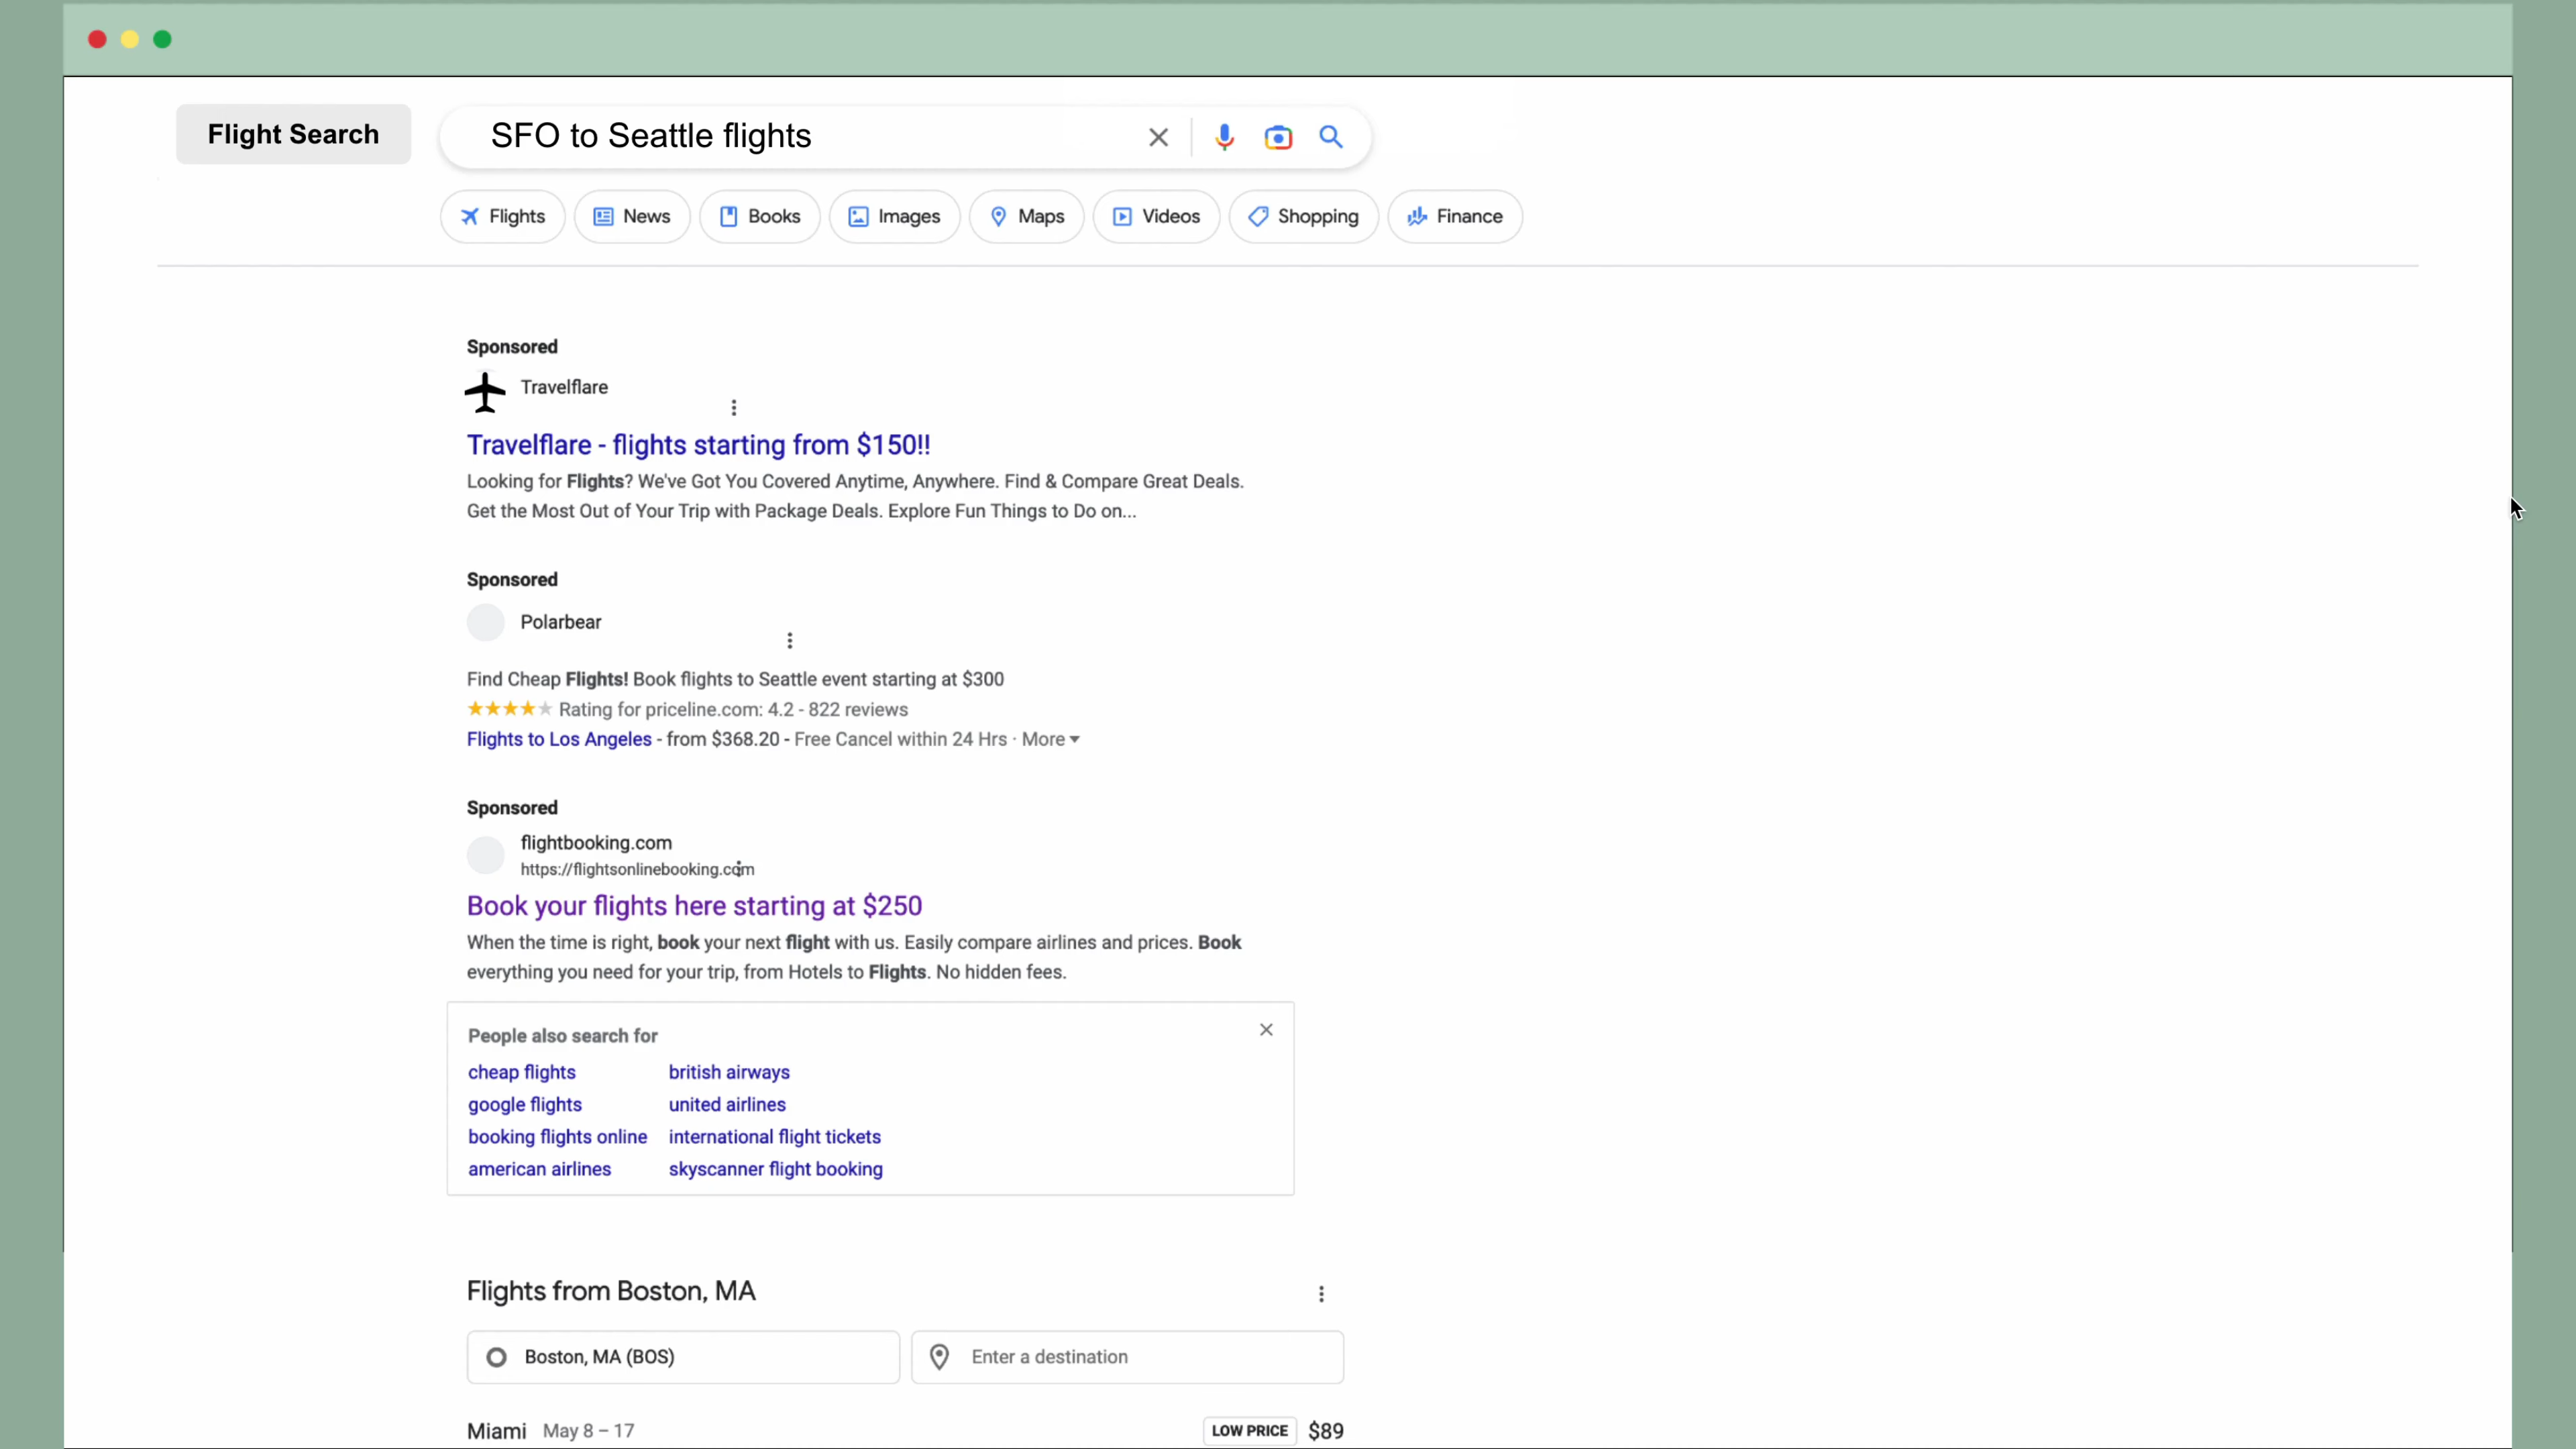 Flight Search
SFO to Seattle flights
Flights
News
Books
Images
Maps
Videos
Shopping
Finance
Sponsored
Travelflare
Travelflare - flights starting from $150!!
Looking for Flights? We've Got You Covered Anytime, Anywhere. Find & Compare Great Deals.
Get the Most Out of Your Trip with Package Deals. Explore Fun Things to Do on...
Sponsored
Polarbear
Find Cheap Flights! Book flights to Seattle event starting at $300
Rating for priceline.com: 4.2 - 822 reviews
Flights to Los Angeles - from $368.20 - Free Cancel within 24 Hrs · More
Sponsored
flightbooking.com
https://flightsonlinebooking.com
Book your flights here starting at $250
When the time is right, book your next flight with us. Easily compare airlines and prices. Book
everything you need for your trip, from Hotels to Flights. No hidden fees.
People also search for
cheap flights british airways
google flights united airlines
booking flights online international flight tickets
american airlines skyscanner flight booking
Flights from Boston, MA
Boston, MA (BOS) Enter a destination
Miami May 8 – 17 LOW PRICE $89